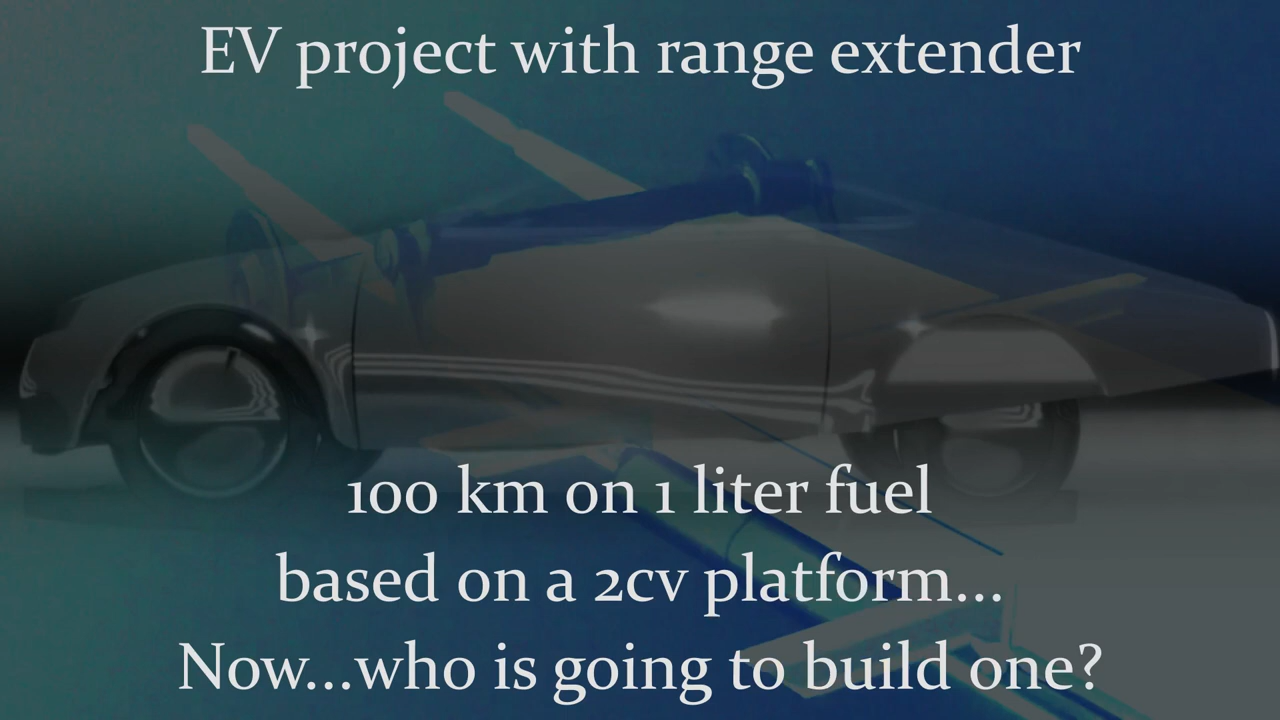 EV project with range extender
100 km on 1 liter fuel
based on a 2cv platform...
Now...who is going to build one?